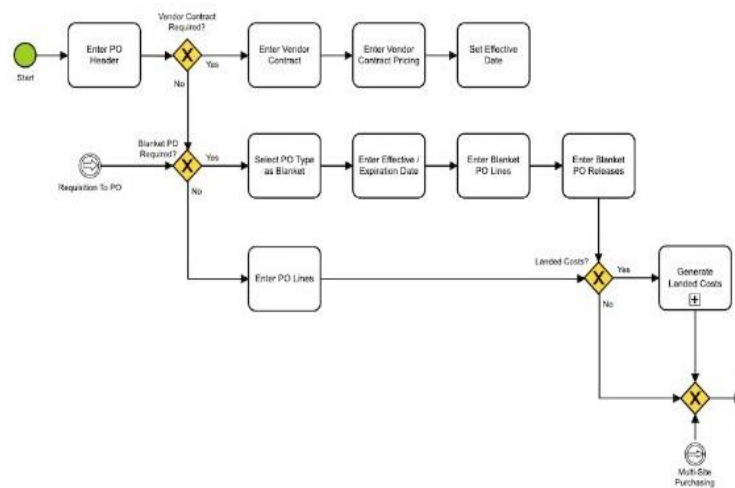 Vendor Contract
Required?
Start
Enter PO
Header
Yes
No
Enter Vendor
Contract
Enter Vendor
Contract Pricing
Set Effective
Date
Blanket PO
Required?
Requisition To PO
Yes
No
Select PO Type
as Blanket
Enter Effective /
Expiration Date
Enter Blanket
PO Lines
Enter Blanket
PO Releases
Enter PO Lines
Landed Costs?
Yes
No
Generate
Landed Costs
Multi-Site
Purchasing